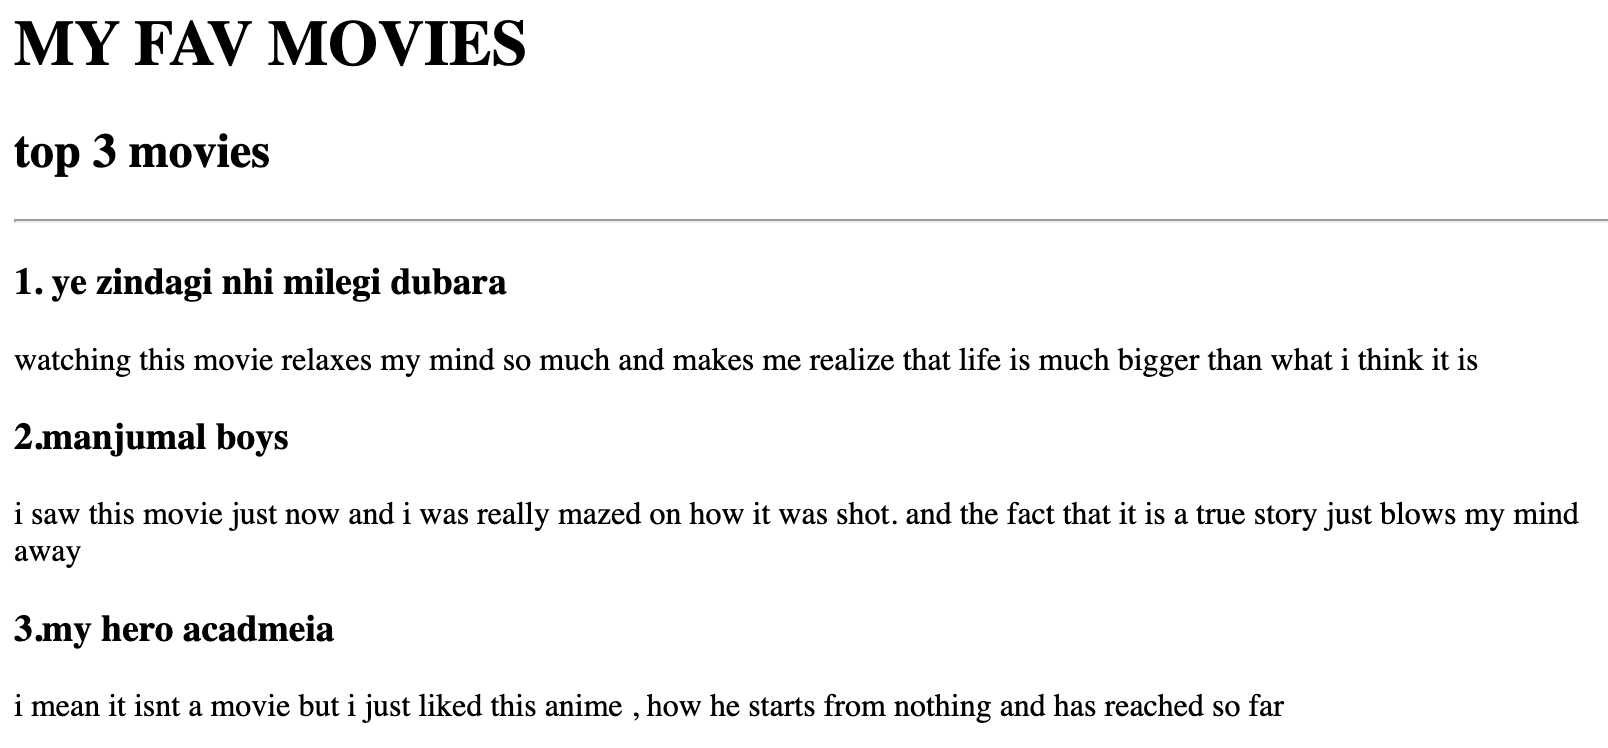 MY FAV MOVIES
top 3 movies
1. ye zindagi nhi milegi dubara
watching this movie relaxes my mind so much and makes me realize that life is much bigger than what i think it is
2.manjumal boys
i saw this movie just now and i was really mazed on how it was shot. and the fact that it is a true story just blows my mind
away
3.my hero acadmeia
i mean it isnt a movie but i just liked this anime , how he starts from nothing and has reached so far